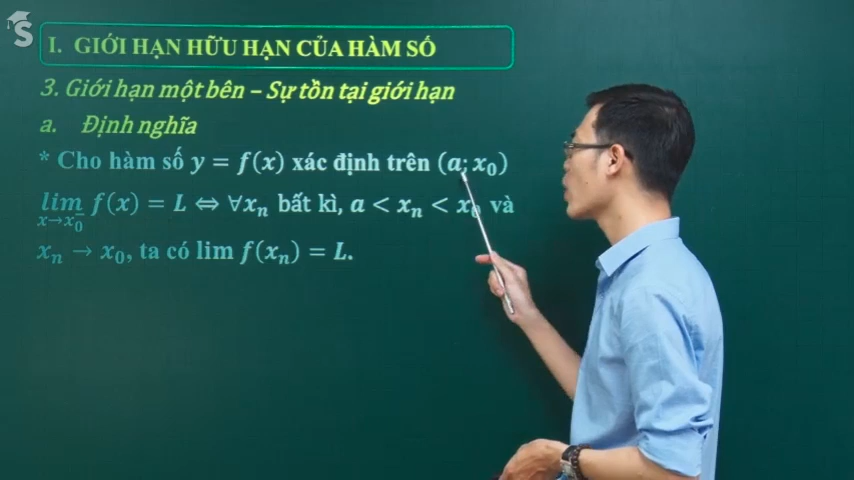 S
I. GIỚI HẠN HỮU HẠN CỦA HÀM SỐ
3. Giới hạn một bên – Sự tồn tại giới hạn
a. Định nghĩa
* Cho hàm số y = f(x) xác định trên (a; x₀)
lim f(x) = L ⇔ ∀xₙ bất kì, a < xₙ < x₀ và
x→x₀⁻
xₙ → x₀, ta có lim f(xₙ) = L.